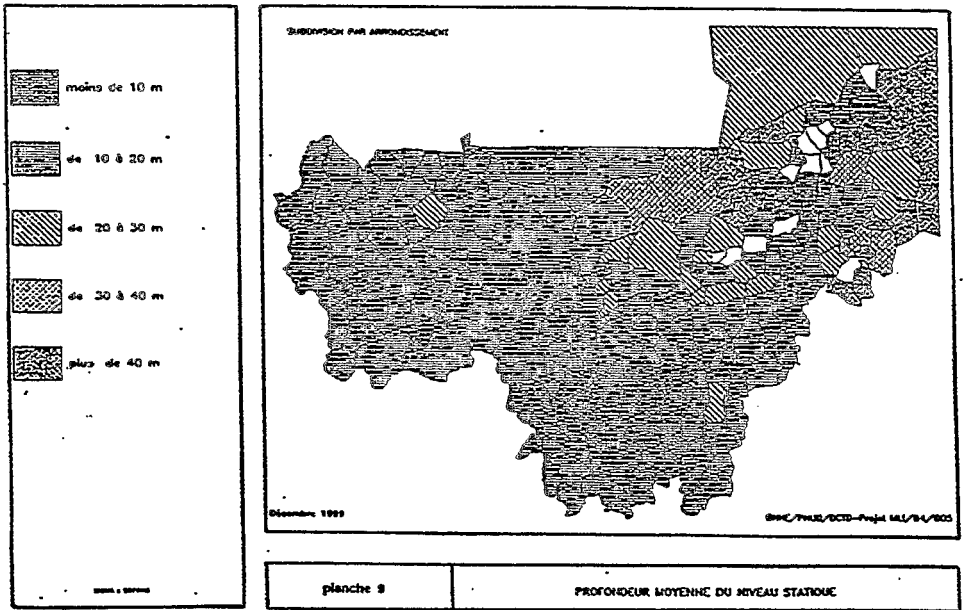 moins de 10 m
de 10 à 20 m
de 20 à 30 m
de 30 à 40 m
plus de 40 m
SUBDIVISION PAR ARRONDISSEMENT
Décembre 1989
planche 9
PROFONDEUR MOYENNE DU NIVEAU STATIQUE